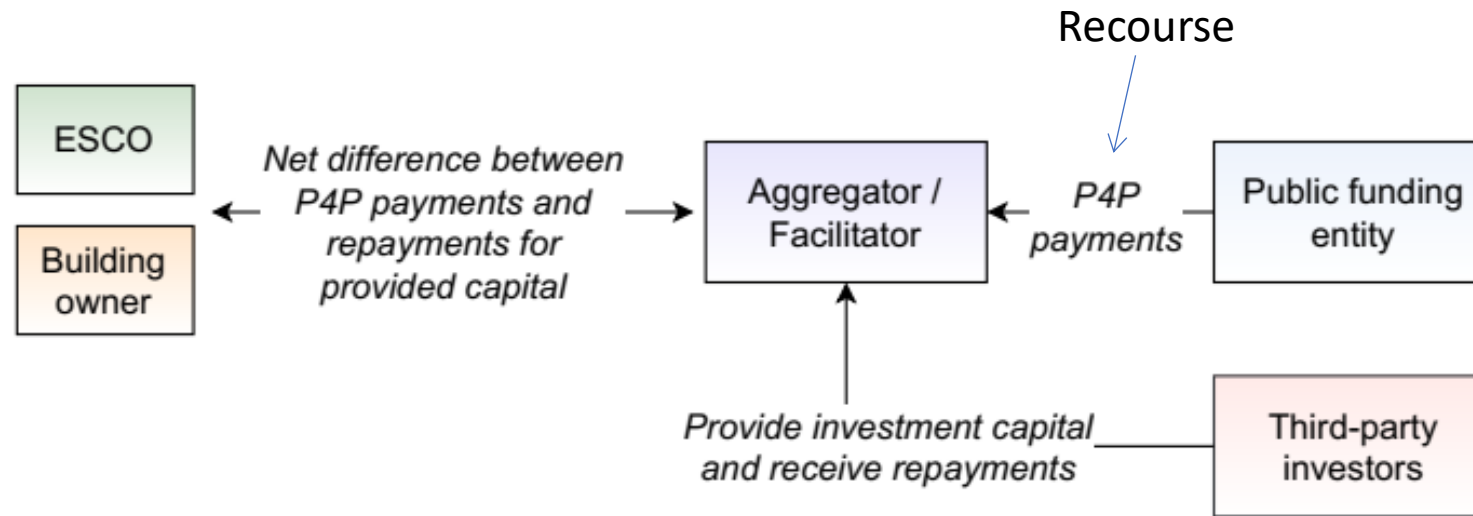 Recourse
ESCO
Building
owner
Net difference between
P4P payments and
repayments for
provided capital
Aggregator /
Facilitator
P4P
payments
Public funding
entity
Provide investment capital
and receive repayments
Third-party
investors